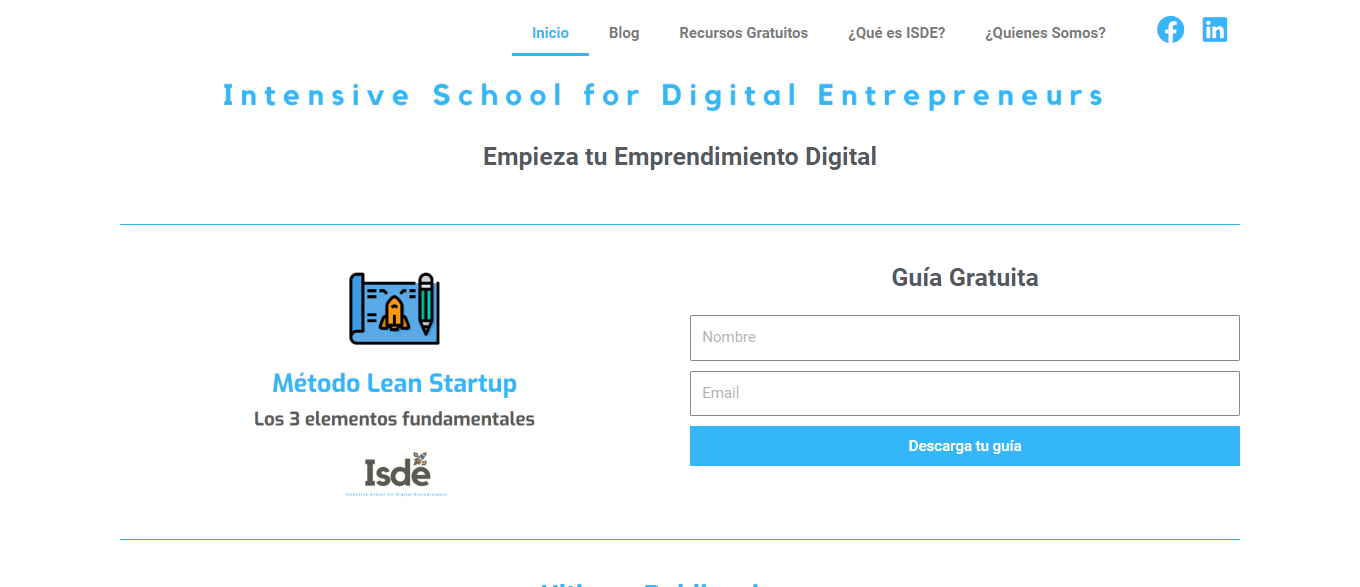 Inicio Blog Recursos Gratuitos ¿Qué es ISDE? ¿Quienes Somos?
Intensive School for Digital Entrepreneurs
Empieza tu Emprendimiento Digital
Método Lean Startup
Los 3 elementos fundamentales
Isde
Intensive School for Digital Entrepreneurs
Guía Gratuita
Nombre
Email
Descarga tu guía